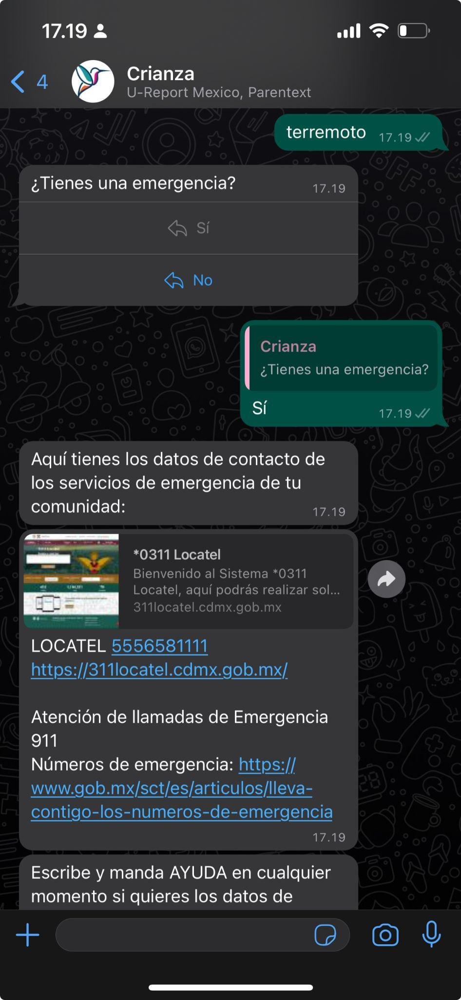 17.19
4
Crianza
U-Report Mexico, Parentext
terremoto
17.19
¿Tienes una emergencia?
17.19
Sí
No
Crianza
¿Tienes una emergencia?
Sí
17.19
Aquí tienes los datos de contacto de
los servicios de emergencia de tu
comunidad:
17.19
*0311 Locatel
Bienvenido al Sistema *0311
Locatel, aquí podrás realizar sol...
311locatel.cdmx.gob.mx
LOCATEL 5556581111
https://311locatel.cdmx.gob.mx/
Atención de llamadas de Emergencia
911
Números de emergencia: https://
www.gob.mx/sct/es/articulos/lleva-
contigo-los-numeros-de-emergencia
17.19
Escribe y manda AYUDA en cualquier
momento si quieres los datos de